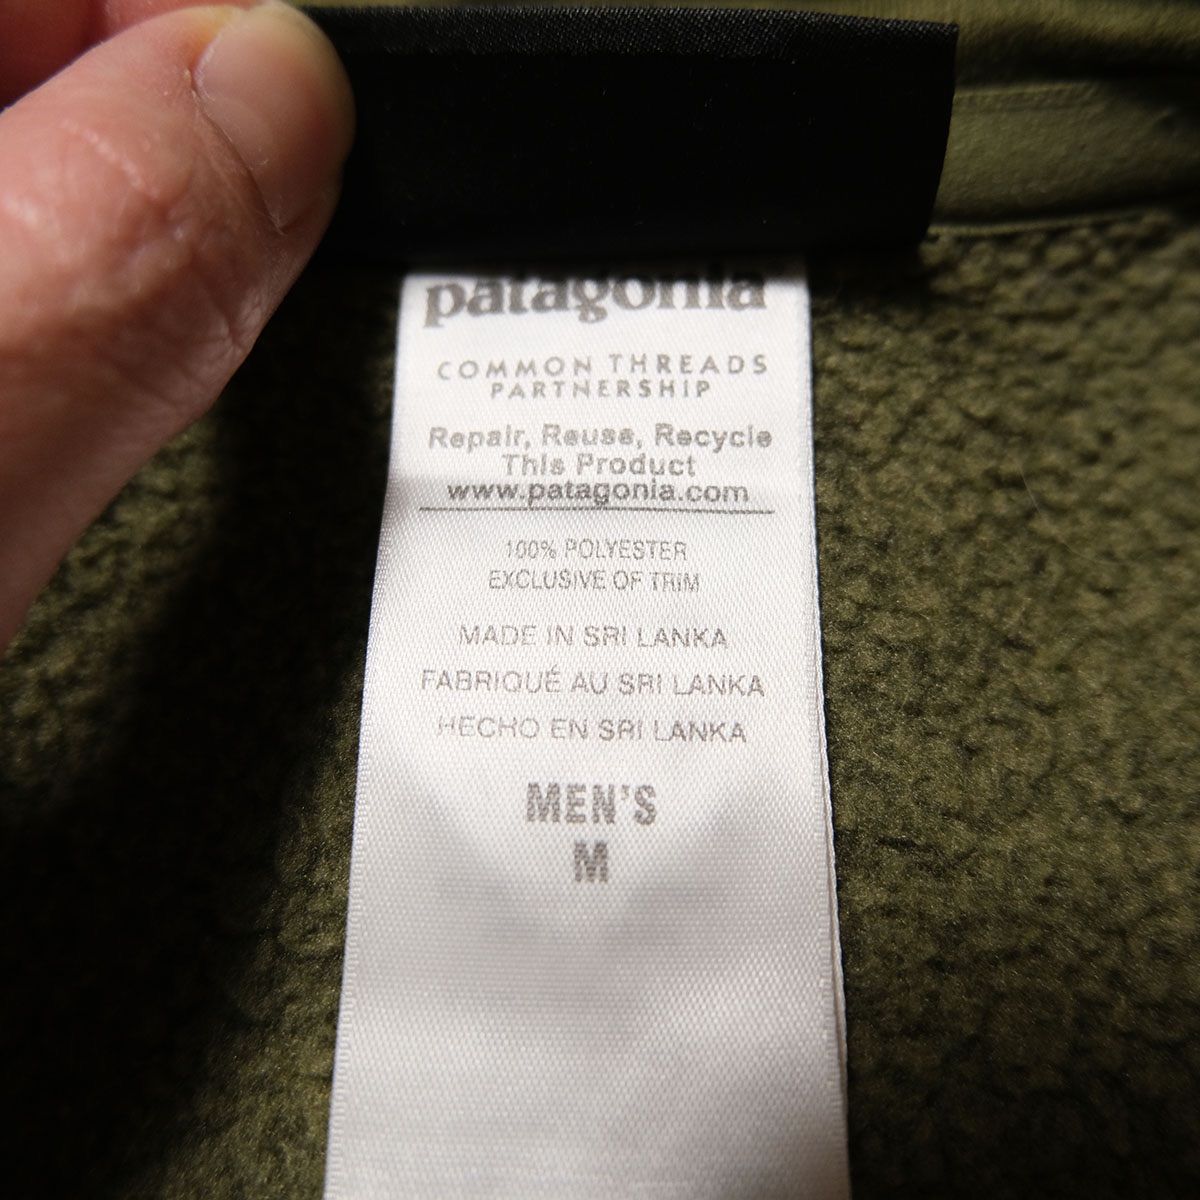 patagonia
COMMON THREADS
PARTNERSHIP
Repair, Reuse, Recycle
This Product
www.patagonia.com
100% POLYESTER
EXCLUSIVE OF TRIM
MADE IN SRI LANKA
FABRIQUÉ AU SRI LANKA
HECHO EN SRI LANKA
MEN'S
M